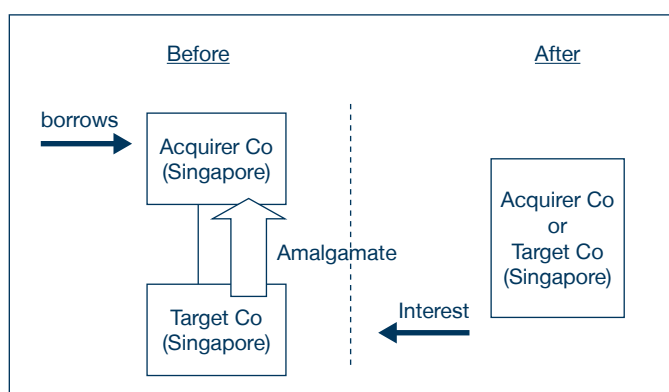 Before
After
borrows
Acquirer Co
(Singapore)
Amalgamate
Target Co
(Singapore)
Acquirer Co
or
Target Co
(Singapore)
Interest